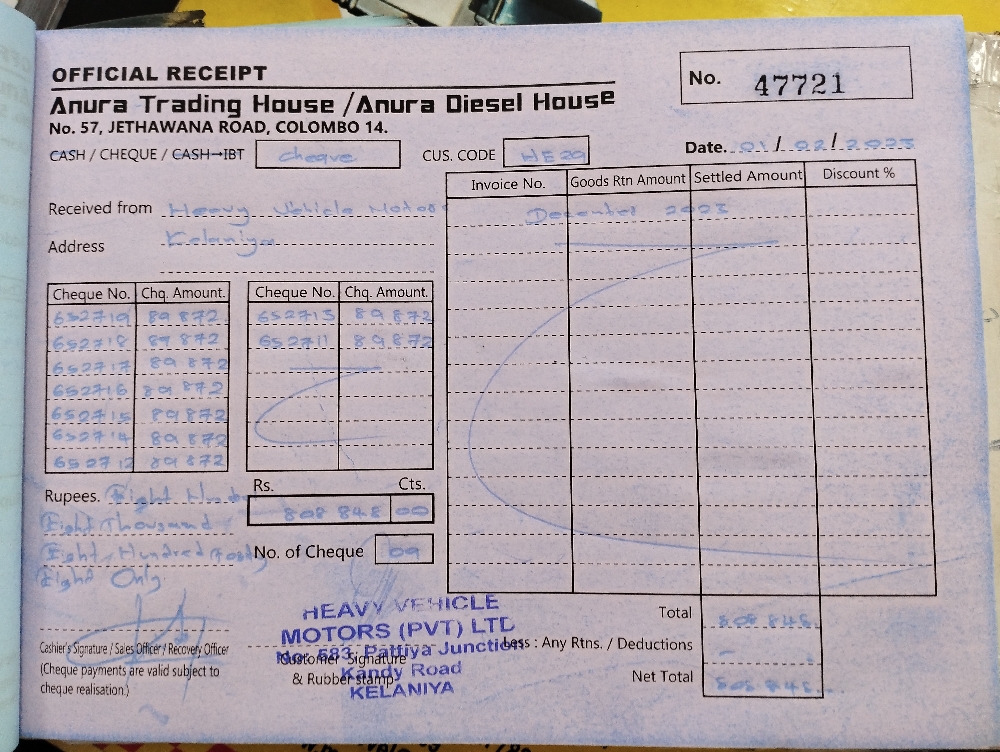 OFFICIAL RECEIPT
No. 47721
Anura Trading House /Anura Diesel House
No. 57, JETHAWANA ROAD, COLOMBO 14.
CASH / CHEQUE / CASH→IBT cheque CUS. CODE HE29 Date. 01/02/2023
Invoice No. Goods Rtn Amount Settled Amount Discount %
Received from Heavy Vehicle Motors
December 2023
Address Kelaniya
Cheque No. Chq. Amount. Cheque No. Chq. Amount.
652719 89 872 652713 89 872
652718 89 872 652711 89 872
652717 89 872
652716 89 872
652715 89 872
652714 89 872
652712 89 872
Rupees. Eight Hund
Rs. Cts.
808 848 00
Eight Thousand
Eight Hundred Forty
No. of Cheque 09
Eight Only
HEAVY VEHICLE
MOTORS (PVT) LTD
No. 583, Pattiya Junction
Kandy Road
KELANIYA
Total 808 848
Cashier's Signature / Sales Officer / Recovery Officer
(Cheque payments are valid subject to
cheque realisation.)
Customer Signature
& Rubber stamp
Less : Any Rtns. / Deductions -
Net Total 808 848